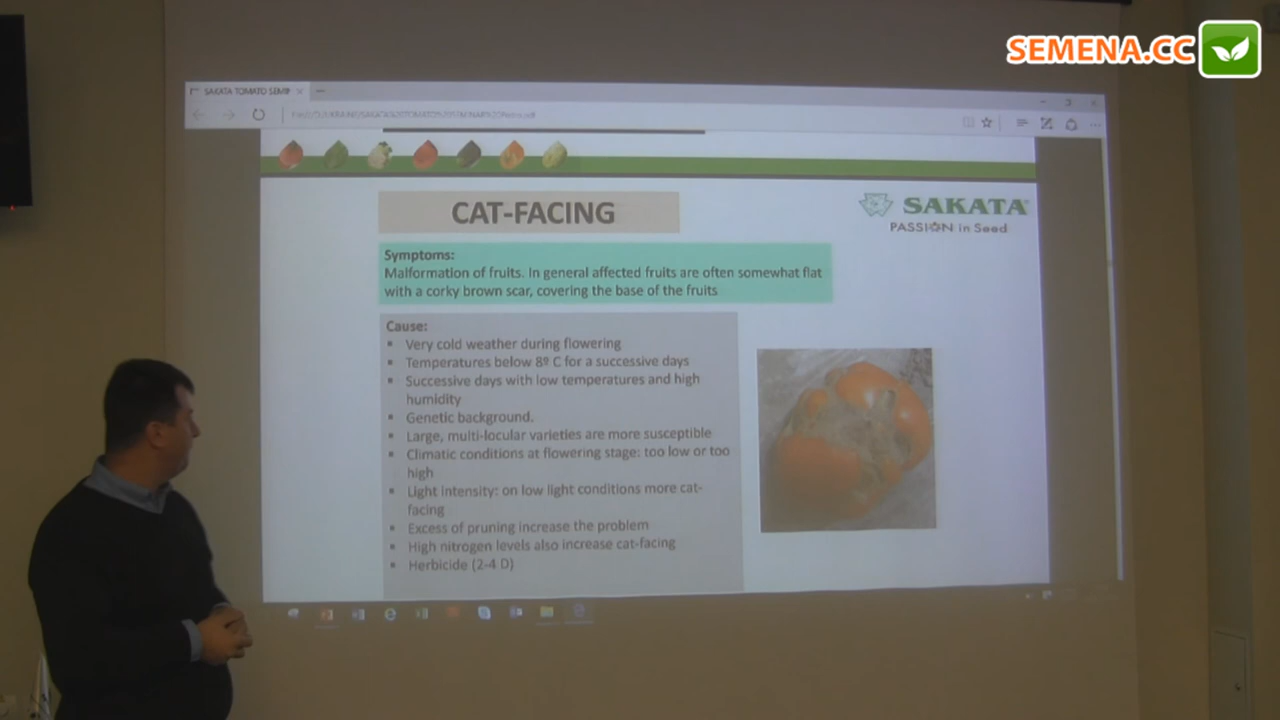 SEMENA.CC
SAKATA TOMATO SEMIN
CAT-FACING
SAKATA
PASSION in Seed
Symptoms:
Malformation of fruits. In general affected fruits are often somewhat flat
with a corky brown scar, covering the base of the fruits
Cause:
Very cold weather during flowering
Temperatures below 8º C for a successive days
Successive days with low temperatures and high
humidity
Genetic background.
Large, multi-locular varieties are more susceptible
Climatic conditions at flowering stage: too low or too
high
Light Intensity: on low light conditions more cat-
facing
Excess of pruning increase the problem
High nitrogen levels also increase cat-facing
Herbicide (2-4 D)